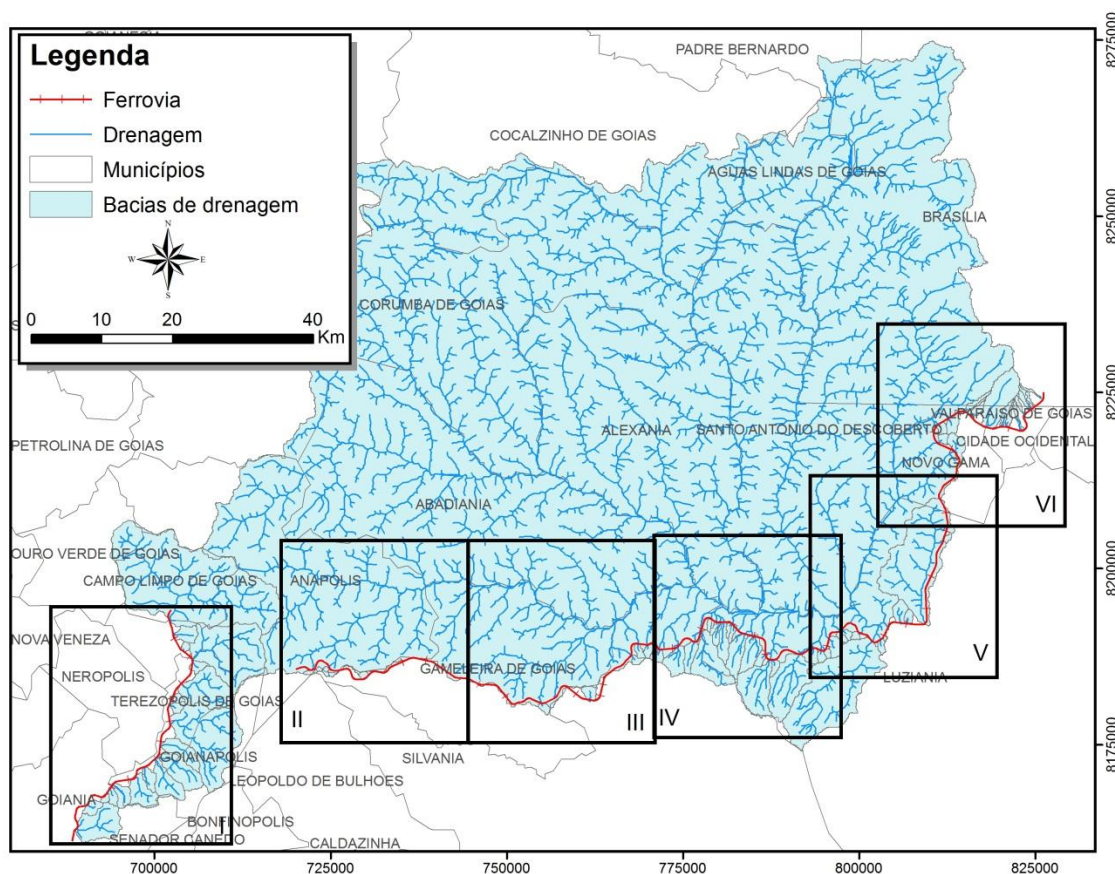 Legenda
Ferrovia
Drenagem
Municípios
Bacias de drenagem
N
W E
S
0 10 20 40
Km
PADRE BERNARDO
COCALZINHO DE GOIAS
AGUAS LINDAS DE GOIAS
BRASILIA
CORUMBA DE GOIAS
VALPARAISO DE GOIAS
ALEXANIA
SANTO ANTONIO DO DESCOBERTO
CIDADE OCIDENTAL
PETROLINA DE GOIAS
NOVO GAMA
ABADIANIA
VI
OURO VERDE DE GOIAS
CAMPO LIMPO DE GOIAS
ANAPOLIS
NOVA VENEZA
NEROPOLIS
GAMELEIRA DE GOIAS
V
LUZIANIA
TEREZOPOLIS DE GOIAS
II
III
IV
GOIANAPOLIS
SILVANIA
LEOPOLDO DE BULHOES
GOIANIA
BONFINOPOLIS
I
SENADOR CANEDO
CALDAZINHA
700000 725000 750000 775000 800000 825000
8275000
8250000
8225000
8200000
8175000